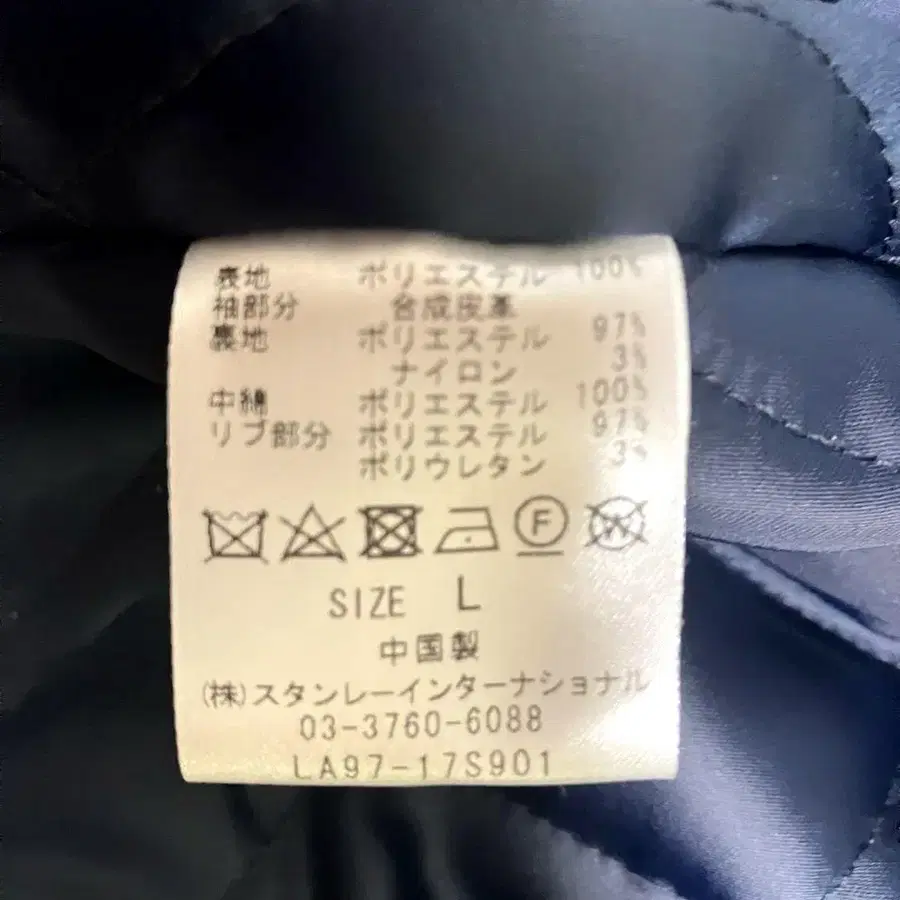 表地 ポリエステル 100%
袖部分 合成皮革
裏地 ポリエステル 97%
ナイロン 3%
中綿 ポリエステル 100%
リブ部分 ポリエステル 97%
ポリウレタン 3%
F W
SIZE L
中国製
(株)スタンレーインターナショナル
03-3760-6088
LA97-17S901